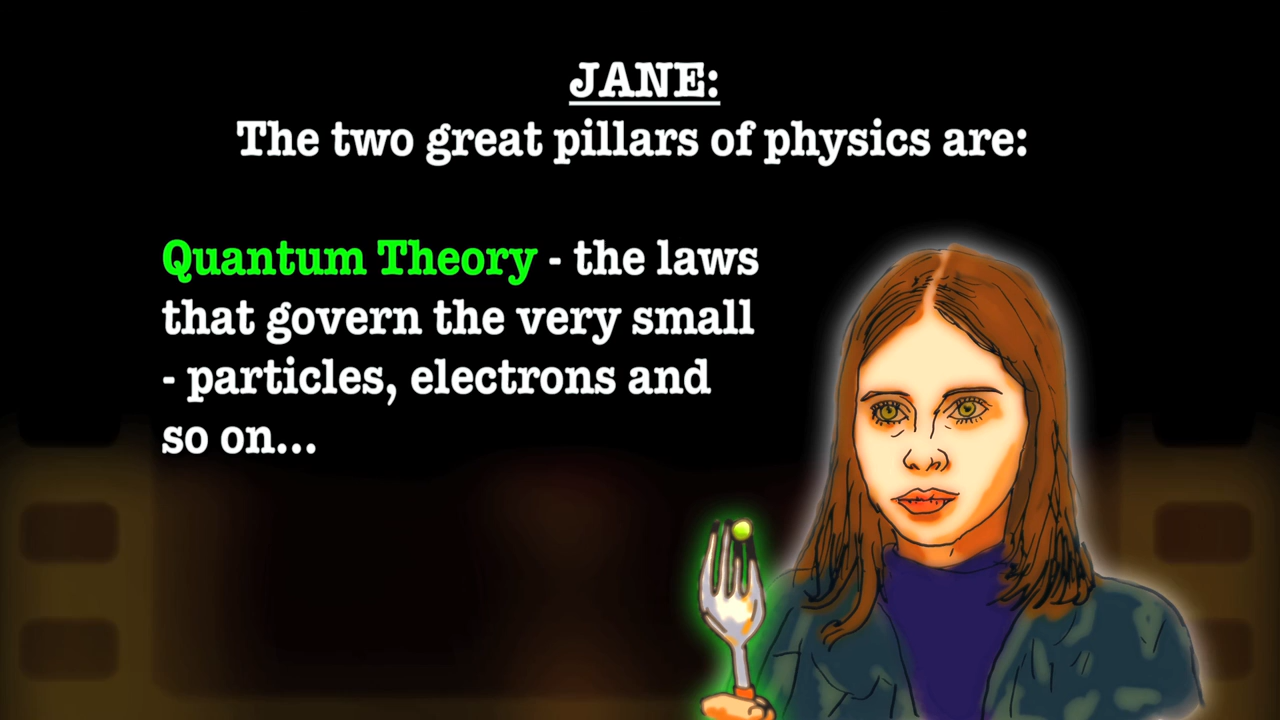 JANE:
The two great pillars of physics are:
Quantum Theory - the laws
that govern the very small
- particles, electrons and
so on...